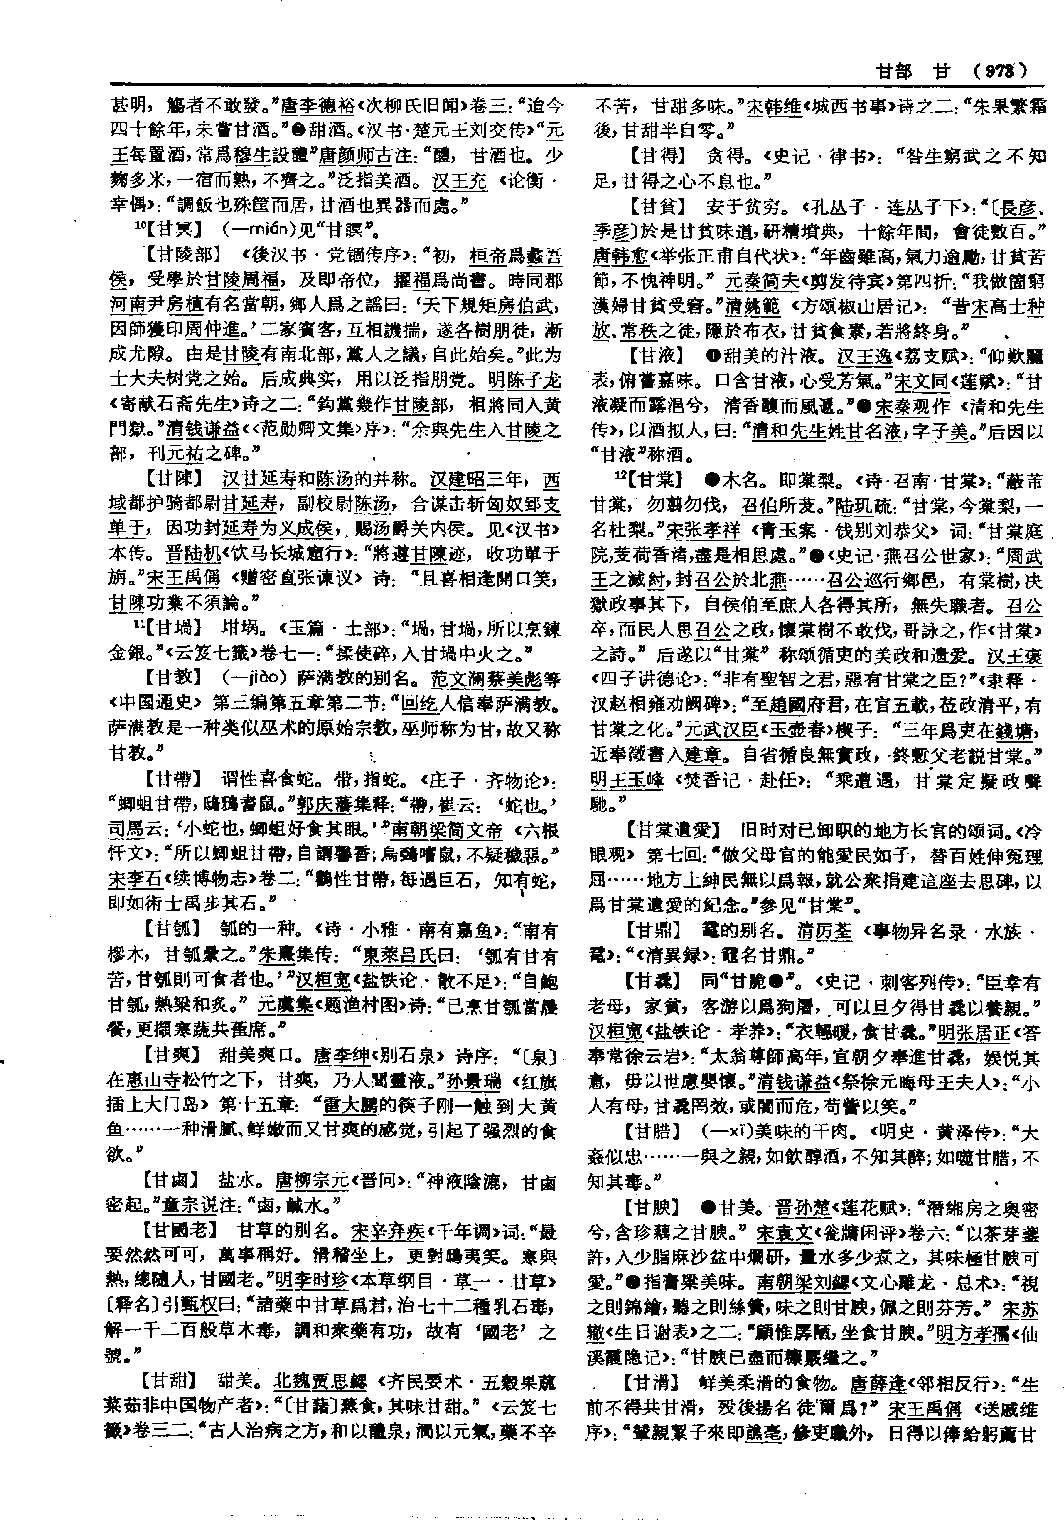 甘部　甘　（973）
甚明，觞者不敢發。”唐李德裕《次柳氏旧闻》卷三：“迨今
四十餘年，未嘗甘酒。”❷甜酒。《汉书·楚元王刘交传》“元
王每置酒，常爲穆生設醴”唐颜师古注：“醴，甘酒也。少
麴多米，一宿而熟，不齊之。”泛指美酒。汉王充《论衡·
幸偶》：“調飯也殊筐而居，甘酒也異器而處。”
¹⁰【甘冥】（—mián）见“甘瞑”。
【甘陵部】《後汉书·党锢传序》：“初，桓帝爲蠡吾
侯，受學於甘陵周福，及即帝位，擢福爲尚書。時同郡
河南尹房植有名當朝，鄉人爲之謡曰：‘天下規矩房伯武，
因師獲印周仲進。’二家賓客，互相譏揣，遂各樹朋徒，漸
成尤隙。由是甘陵有南北部，黨人之議，自此始矣。”此为
士大夫树党之始。后成典实，用以泛指朋党。明陈子龙
《寄献石斋先生》诗之二：“鈎黨幾作甘陵部，相將同入黄
門獄。”清钱谦益《〈范勋卿文集〉序》：“余與先生入甘陵之
部，刊元祐之碑。”
【甘陳】　汉甘延寿和陈汤的并称。汉建昭三年，西
域都护骑都尉甘延寿，副校尉陈汤，合谋击斩匈奴郅支
单于，因功封延寿为义成侯，赐汤爵关内侯。见《汉书》
本传。晋陆机《饮马长城窟行》：“將遵甘陳迹，收功單于
旃。”宋王禹偁《赠密直张谏议》诗：“且喜相逢開口笑，
甘陳功業不須論。”
¹¹【甘堝】　坩埚。《玉篇·土部》：“堝，甘堝，所以烹鍊
金銀。”《云笈七籤》卷七一：“揉使碎，入甘堝中火之。”
【甘教】（—jiào）萨满教的别名。范文澜蔡美彪等
《中国通史》第三编第五章第二节：“回纥人信奉萨满教。
萨满教是一种类似巫术的原始宗教，巫师称为甘，故又称
甘教。”
【甘帶】　谓性喜食蛇。带，指蛇。《庄子·齐物论》：
“蝍蛆甘帶，鴟鴉耆鼠。”郭庆藩集释：“帶，崔云：‘蛇也。’
司馬云：‘小蛇也，蝍蛆好食其眼。’”南朝梁简文帝《六根
忏文》：“所以蝍蛆甘帶，自謂馨香；烏鵄嗜鼠，不疑穢惡。”
宋李石《续博物志》卷二：“鸛性甘帶，每遇巨石，知有蛇，
即如術士禹步其石。”
【甘瓠】　瓠的一种。《诗·小雅·南有嘉鱼》：“南有
樛木，甘瓠纍之。”朱熹集传：“東萊吕氏曰：‘瓠有甘有
苦，甘瓠則可食者也。’”汉桓宽《盐铁论·散不足》：“自飽
甘瓠，熱粱和炙。”元虞集《题渔村图》诗：“已烹甘瓠當晨
餐，更擷寒蔬共萑席。”
【甘爽】　甜美爽口。唐李绅《别石泉》诗序：“〔泉〕
在惠山寺松竹之下，甘爽，乃人間靈液。”孙景瑞《红旗
插上大门岛》第十五章：“雷大鹏的筷子刚一触到大黄
鱼……一种滑腻、鲜嫩而又甘爽的感觉，引起了强烈的食
欲。”
【甘鹵】　盐水。唐柳宗元《晋问》：“神液陰漉，甘鹵
密起。”童宗说注：“鹵，鹹水。”
【甘國老】　甘草的别名。宋辛弃疾《千年调》词：“最
要然然可可，萬事稱好。滑稽坐上，更對鴟夷笑。寒與
熱，總隨人，甘國老。”明李时珍《本草纲目·草一·甘草》
〔释名〕引甄权曰：“諸藥中甘草爲君，治七十二種乳石毒，
解一千二百般草木毒，調和衆藥有功，故有‘國老’之
號。”
【甘甜】　甜美。北魏贾思勰《齐民要术·五穀果蓏
菜茹非中国物产者》：“〔甘藷〕蒸食，其味甘甜。”《云笈七
籤》卷三二：“古人治病之方，和以醴泉，潤以元氣，藥不辛
不苦，甘甜多味。”宋韩维《城西书事》诗之二：“朱果繁霜
後，甘甜半自零。”
【甘得】　贪得。《史记·律书》：“咎生窮武之不知
足，甘得之心不息也。”
【甘貧】　安于贫穷。《孔丛子·连丛子下》：“〔長彦、
季彦〕於是甘貧味道，研精墳典，十餘年間，會徒數百。”
唐韩愈《举张正甫自代状》：“年齒雖高，氣力逾勵，甘貧苦
節，不愧神明。”元秦简夫《剪发待宾》第四折：“我做箇窮
漢婦甘貧受窘。”清姚範《方頌椒山居记》：“昔宋高士种
放、常秩之徒，隱於布衣，甘貧食素，若將終身。”
【甘液】　❶甜美的汁液。汉王逸《荔支赋》：“仰歎麗
表，俯嘗嘉味。口含甘液，心受芳氣。”宋文同《莲赋》：“甘
液凝而露浥兮，清香馥而風遞。”❷宋秦观作《清和先生
传》，以酒拟人，曰：“清和先生姓甘名液，字子美。”后因以
“甘液”称酒。
¹²【甘棠】　❶木名。即棠梨。《诗·召南·甘棠》：“蔽芾
甘棠，勿翦勿伐，召伯所茇。”陆玑疏：“甘棠，今棠梨，一
名杜梨。”宋张孝祥《青玉案·饯别刘恭父》词：“甘棠庭
院，芰荷香渚，盡是相思處。”❷《史记·燕召公世家》：“周武
王之滅紂，封召公於北燕……召公巡行鄉邑，有棠樹，决
獄政事其下，自侯伯至庶人各得其所，無失職者。召公
卒，而民人思召公之政，懷棠樹不敢伐，哥詠之，作《甘棠》
之詩。”后遂以“甘棠”称颂循吏的美政和遗爱。汉王褒
《四子讲德论》：“非有聖智之君，惡有甘棠之臣？”《隶释·
汉赵相雍劝阙碑》：“至趙國府君，在官五載，莅政清平，有
甘棠之化。”元武汉臣《玉壶春》楔子：“三年爲吏在錢塘，
近奉徵書入建章。自省循良無實政，終慙父老説甘棠。”
明王玉峰《焚香记·赴任》：“乘遭遇，甘棠定擬政聲
馳。”
【甘棠遺愛】　旧时对已卸职的地方长官的颂词。《冷
眼观》第七回：“做父母官的能愛民如子，替百姓伸冤理
屈……地方上紳民無以爲報，就公衆捐建這座去思碑，以
爲甘棠遺愛的紀念。”参见“甘棠”。
【甘鼎】　鼋的别名。清厉荃《事物异名录·水族·
鼋》：“《清異録》：黿名甘鼎。”
【甘毳】　同“甘脆❶”。《史记·刺客列传》：“臣幸有
老母，家貧，客游以爲狗屠，可以旦夕得甘毳以養親。”
汉桓宽《盐铁论·孝养》：“衣輕暖，食甘毳。”明张居正《答
奉常徐云岩》：“太翁尊師高年，宜朝夕奉進甘毳，娱悦其
意，毋以世慮嬰懷。”清钱谦益《祭徐元晦母王夫人》：“小
人有母，甘毳罔效，或闇而危，苟訾以笑。”
【甘腊】（—xī）美味的干肉。《明史·黄泽传》：“大
姦似忠……一與之親，如飲醇酒，不知其醉；如噬甘腊，不
知其毒。”
【甘腴】　❶甘美。晋孙楚《莲花赋》：“潛緗房之奥密
兮，含珍藕之甘腴。”宋袁文《瓮牖闲评》卷六：“以茶芽盞
許，入少脂麻沙盆中爛研，量水多少煮之，其味極甘腴可
愛。”❷指膏粱美味。南朝梁刘勰《文心雕龙·总术》：“視
之則錦繪，聽之則絲簧，味之則甘腴，佩之則芬芳。”宋苏
辙《生日谢表》之二：“顧惟孱陋，坐食甘腴。”明方孝孺《仙
溪霞隐记》：“甘腴已盡而糠覈繼之。”
【甘滑】　鲜美柔滑的食物。唐薛逢《邻相反行》：“生
前不得共甘滑，殁後揚名徒爾爲？”宋王禹偁《送戚维
序》：“輦親挈子來即譙亳，修吏職外，日得以俸給躬薦甘